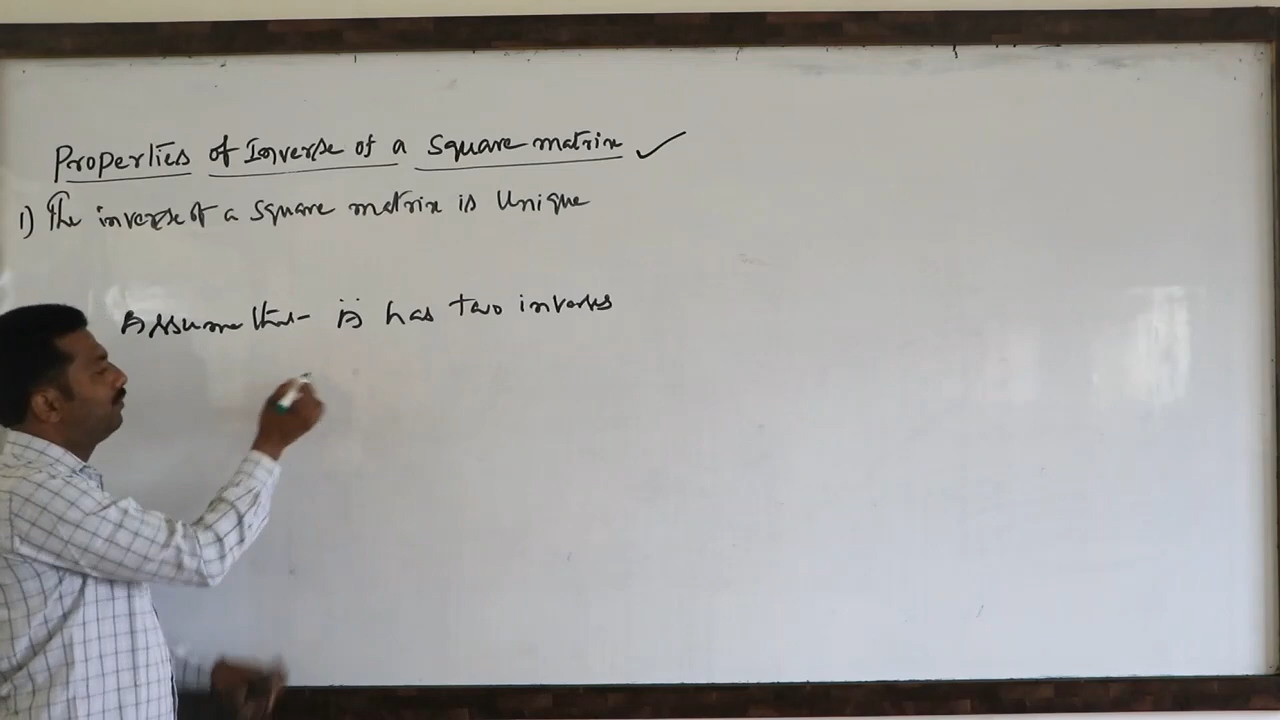 Properties of Inverse of a Square matrix
1) The inverse of a square matrix is Unique
Assume that "A" has two inverses